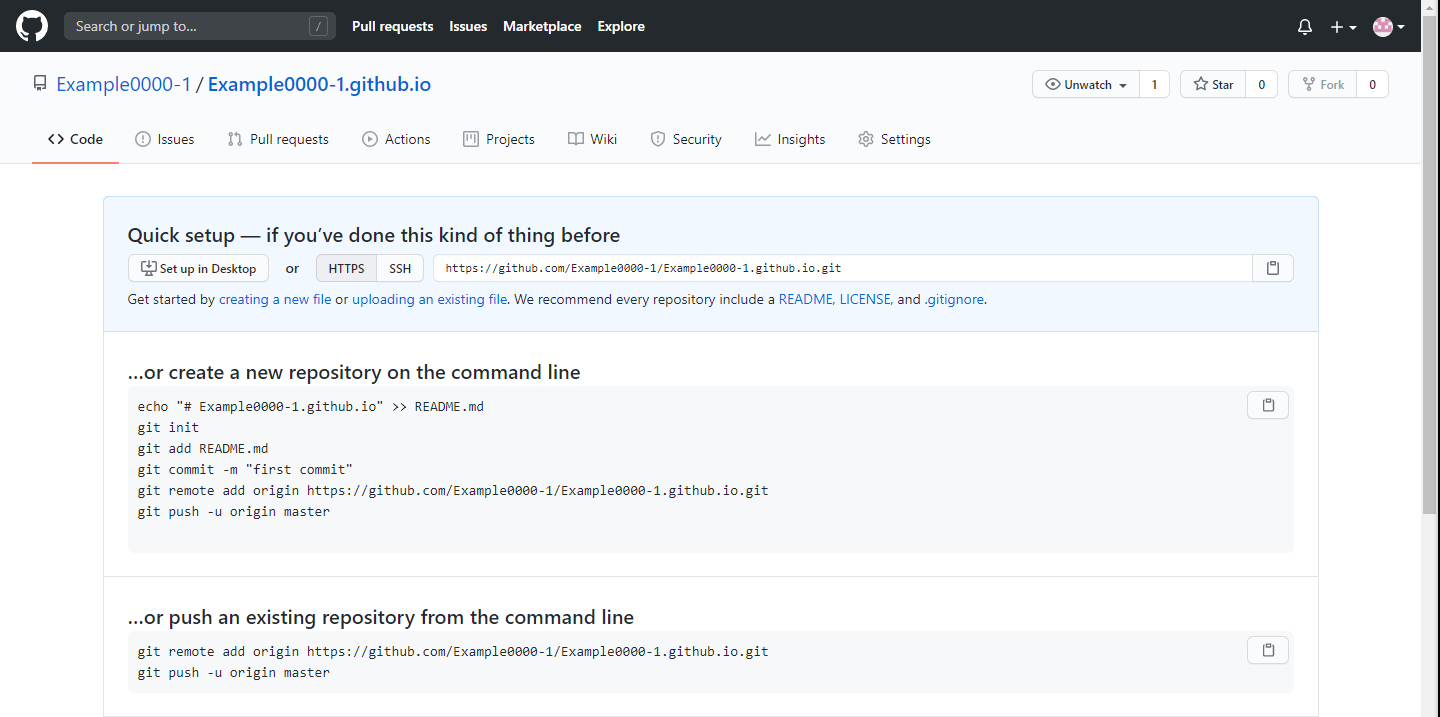 Search or jump to... / Pull requests Issues Marketplace Explore
Example0000-1 / Example0000-1.github.io Unwatch 1 Star 0 Fork 0
Code Issues Pull requests Actions Projects Wiki Security Insights Settings
Quick setup — if you’ve done this kind of thing before
Set up in Desktop or HTTPS SSH https://github.com/Example0000-1/Example0000-1.github.io.git
Get started by creating a new file or uploading an existing file. We recommend every repository include a README, LICENSE, and .gitignore.
…or create a new repository on the command line
echo "# Example0000-1.github.io" >> README.md
git init
git add README.md
git commit -m "first commit"
git remote add origin https://github.com/Example0000-1/Example0000-1.github.io.git
git push -u origin master
…or push an existing repository from the command line
git remote add origin https://github.com/Example0000-1/Example0000-1.github.io.git
git push -u origin master